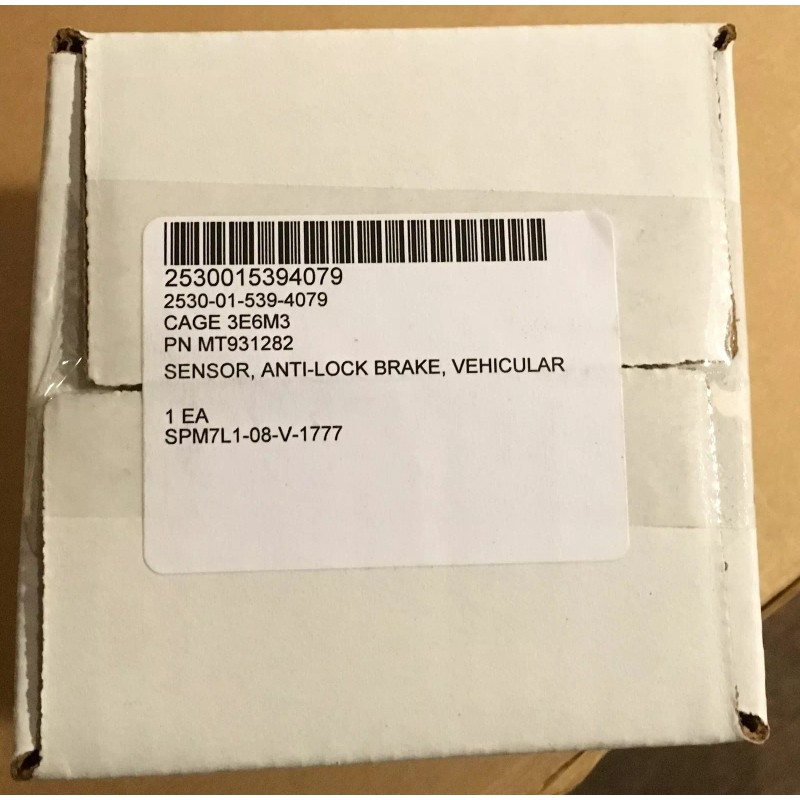 2530015394079
2530-01-539-4079
CAGE 3E6M3
PN MT931282
SENSOR, ANTI-LOCK BRAKE, VEHICULAR
1 EA
SPM7L1-08-V-1777